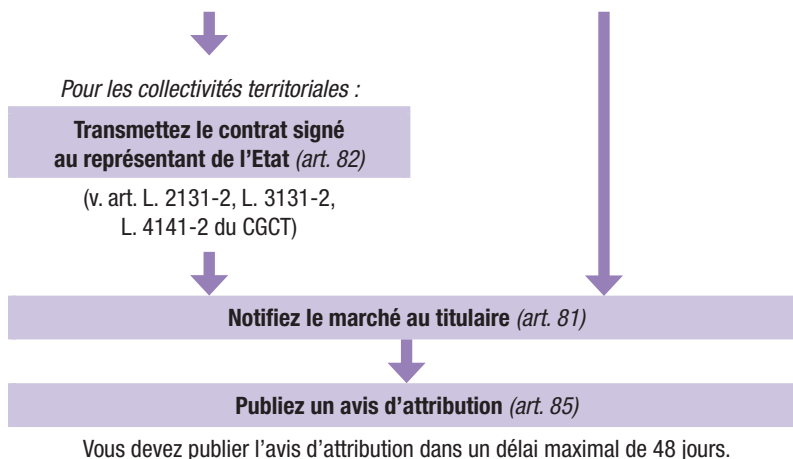 Pour les collectivités territoriales :
Transmettez le contrat signé
au représentant de l’Etat (art. 82)
(v. art. L. 2131-2, L. 3131-2,
L. 4141-2 du CGCT)
Notifiez le marché au titulaire (art. 81)
Publiez un avis d’attribution (art. 85)
Vous devez publier l’avis d’attribution dans un délai maximal de 48 jours.